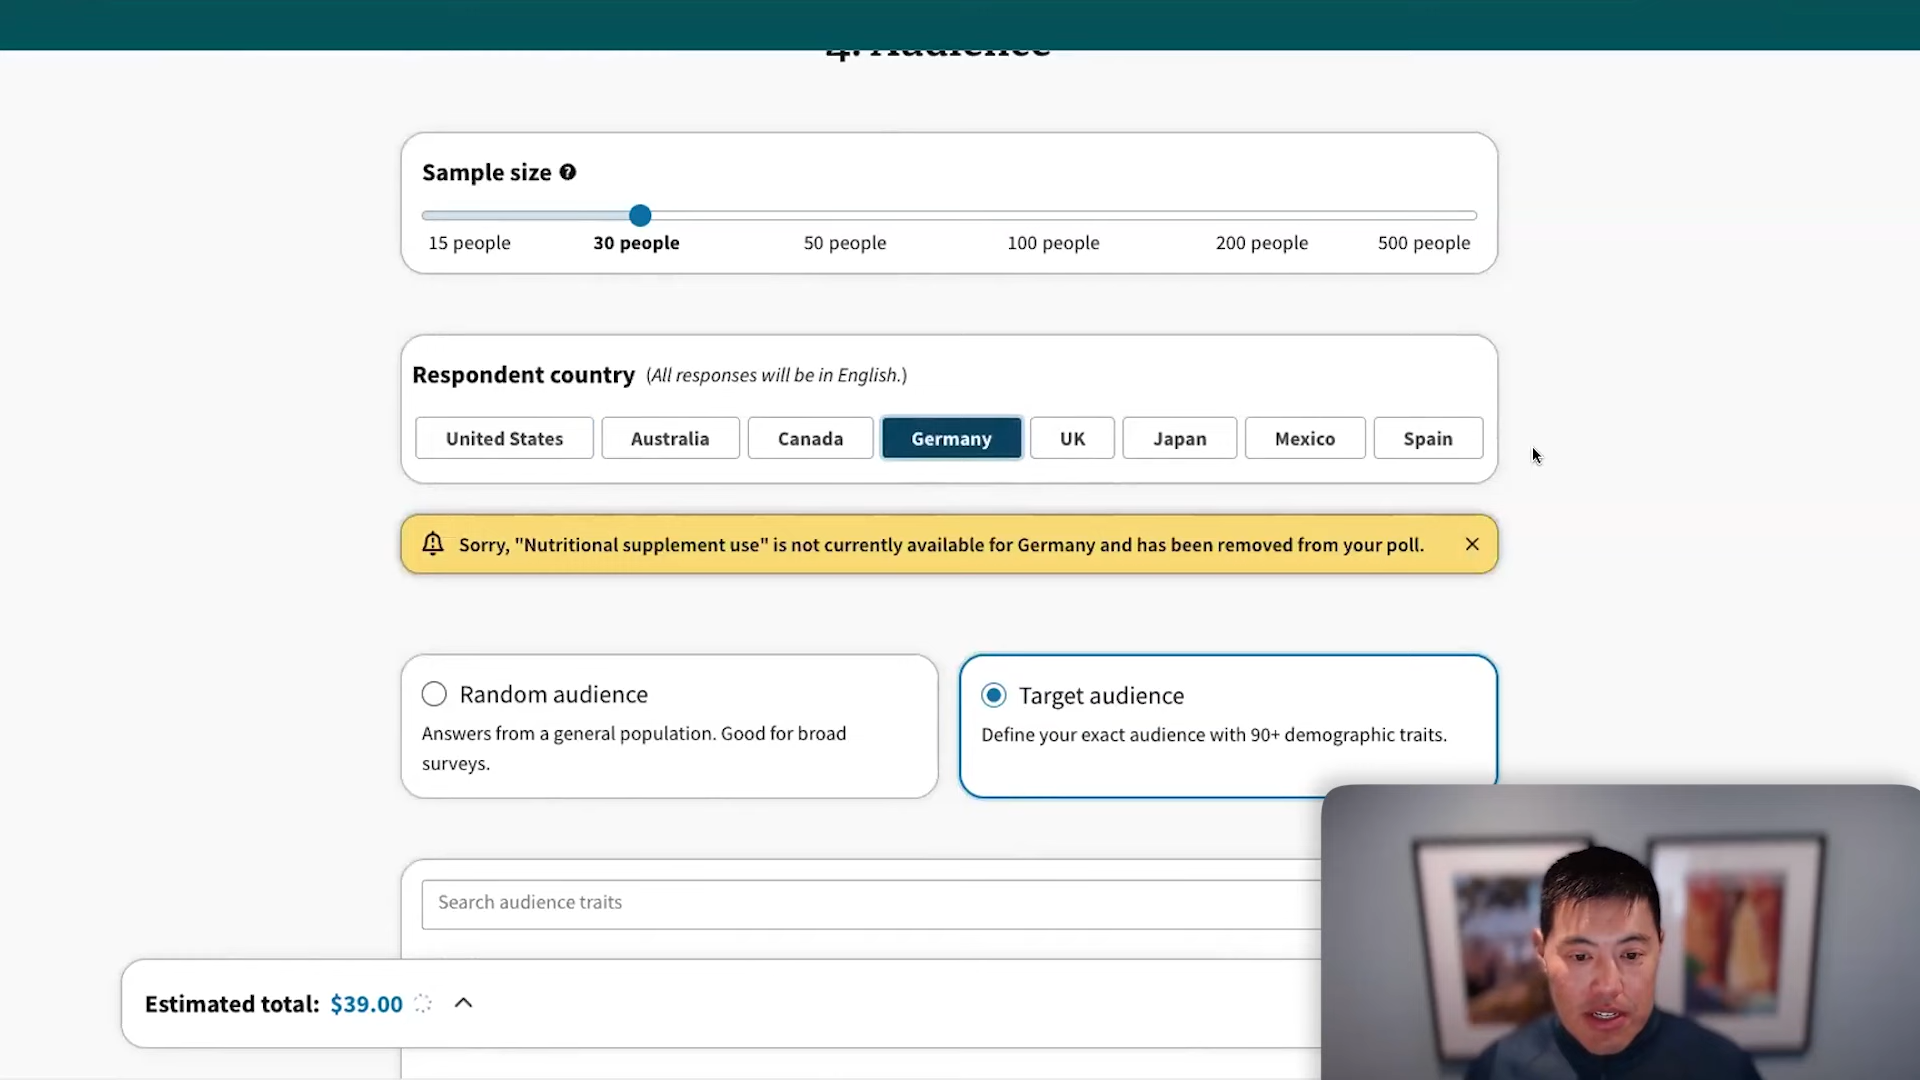 4. Audience
Sample size
15 people 30 people 50 people 100 people 200 people 500 people
Respondent country (All responses will be in English.)
United States Australia Canada Germany UK Japan Mexico Spain
Sorry, "Nutritional supplement use" is not currently available for Germany and has been removed from your poll.
Random audience
Answers from a general population. Good for broad
surveys.
Target audience
Define your exact audience with 90+ demographic traits.
Search audience traits
Estimated total: $39.00